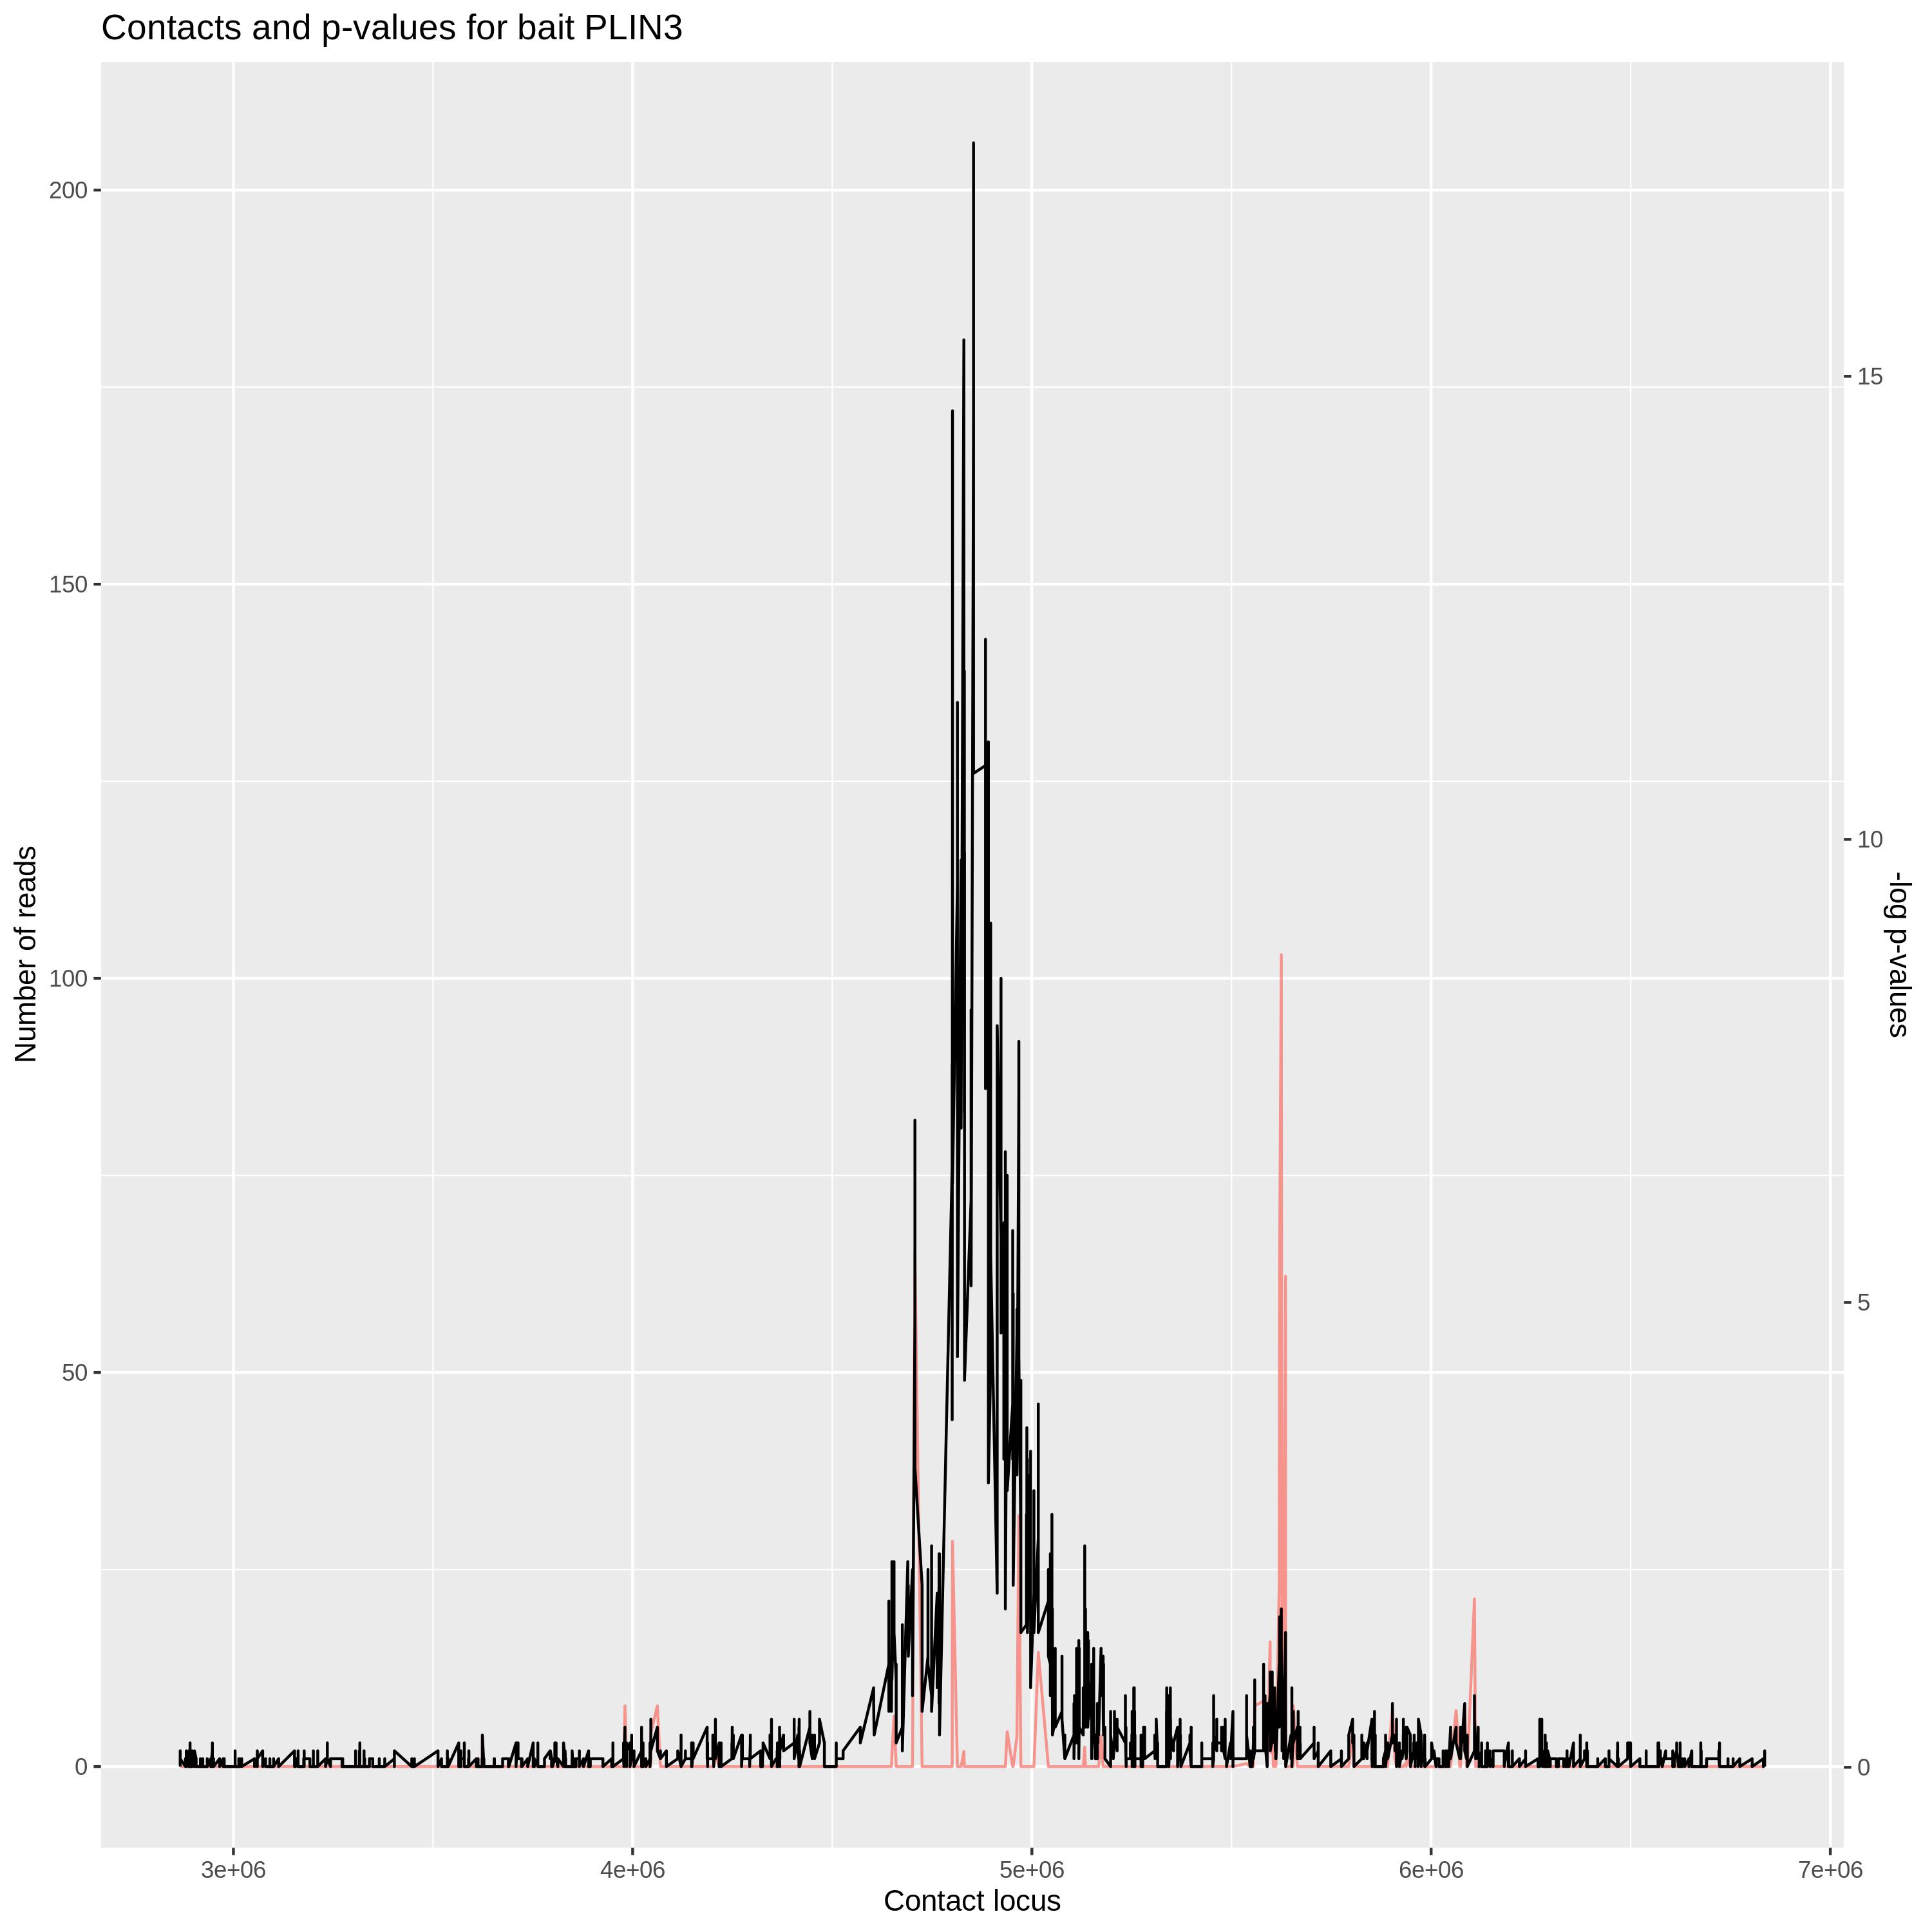 Contacts and p-values for bait PLIN3
200
150
100
50
0
Number of reads
15
10
5
0
-log p-values
3e+06
4e+06
5e+06
6e+06
7e+06
Contact locus